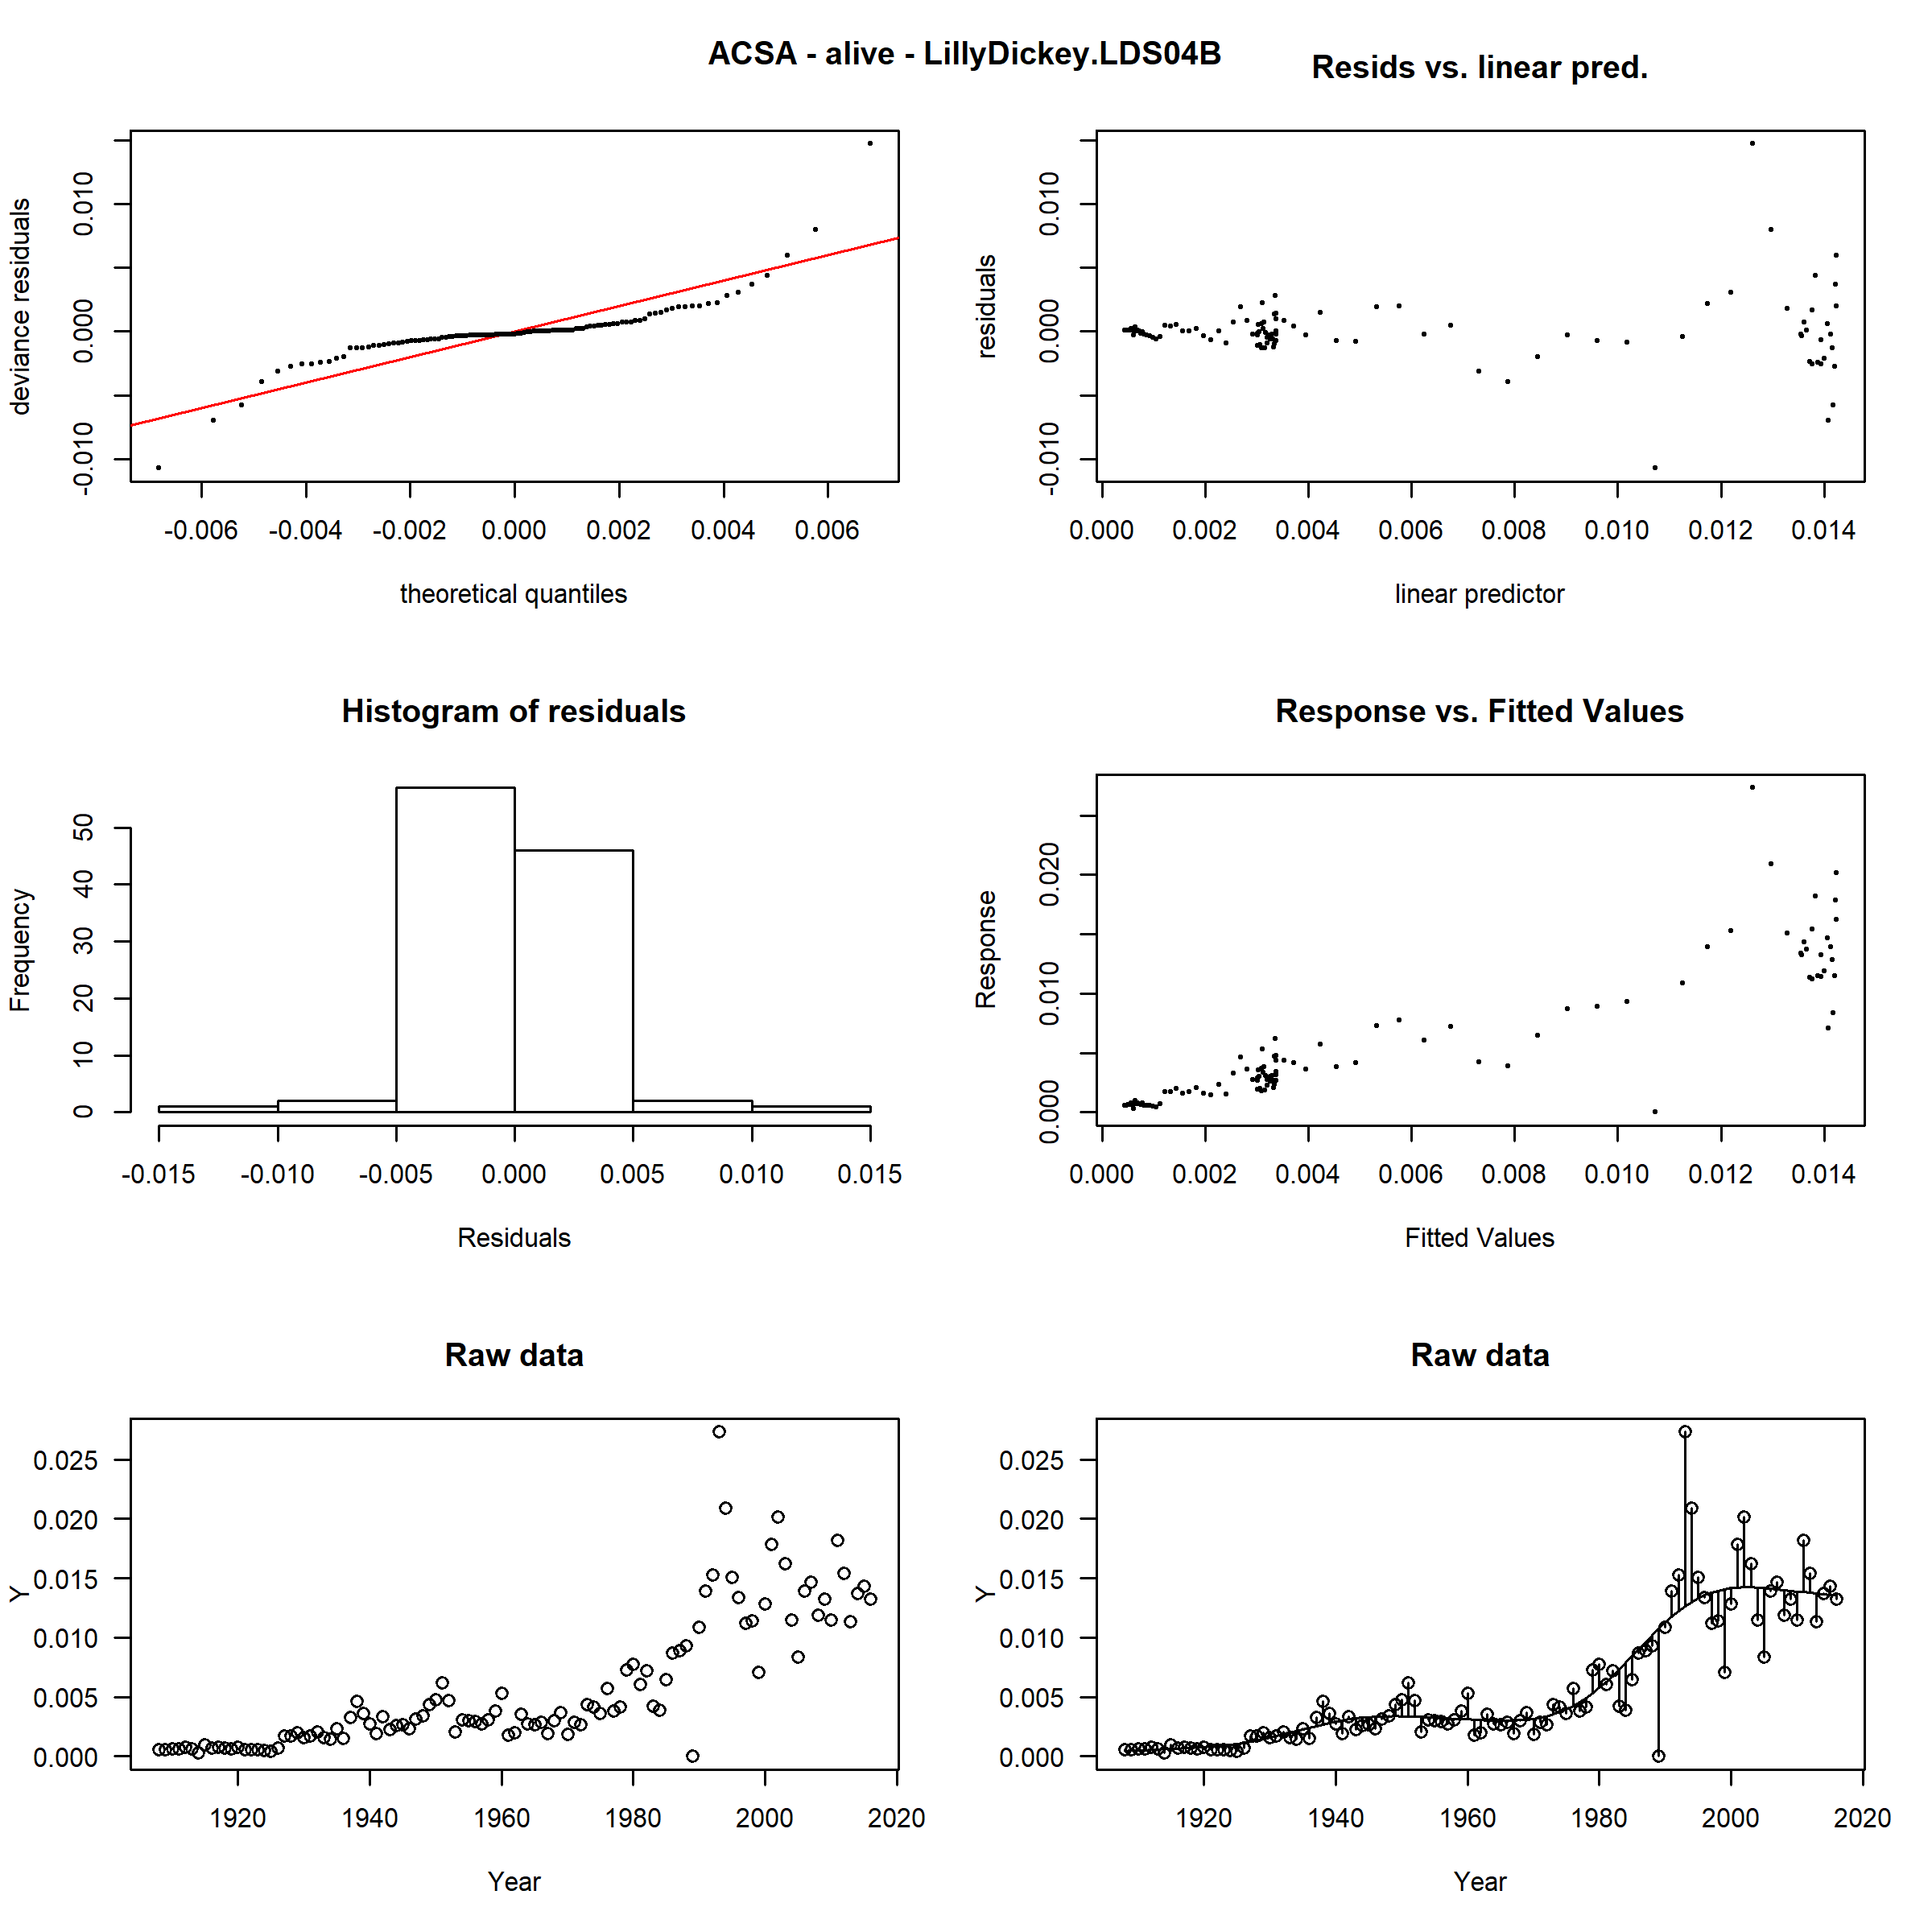 ACSA - alive - LillyDickey.LDS04B
Resids vs. linear pred.
deviance residuals
-0.010 0.000 0.010
-0.006 -0.004 -0.002 0.000 0.002 0.004 0.006
theoretical quantiles
residuals
-0.010 0.000 0.010
0.000 0.002 0.004 0.006 0.008 0.010 0.012 0.014
linear predictor
Histogram of residuals
Frequency
0 10 20 30 40 50
-0.015 -0.010 -0.005 0.000 0.005 0.010 0.015
Residuals
Response vs. Fitted Values
Response
0.000 0.010 0.020
0.000 0.002 0.004 0.006 0.008 0.010 0.012 0.014
Fitted Values
Raw data
Y
0.025
0.020
0.015
0.010
0.005
0.000
1920 1940 1960 1980 2000 2020
Year
Raw data
Y
0.025
0.020
0.015
0.010
0.005
0.000
1920 1940 1960 1980 2000 2020
Year